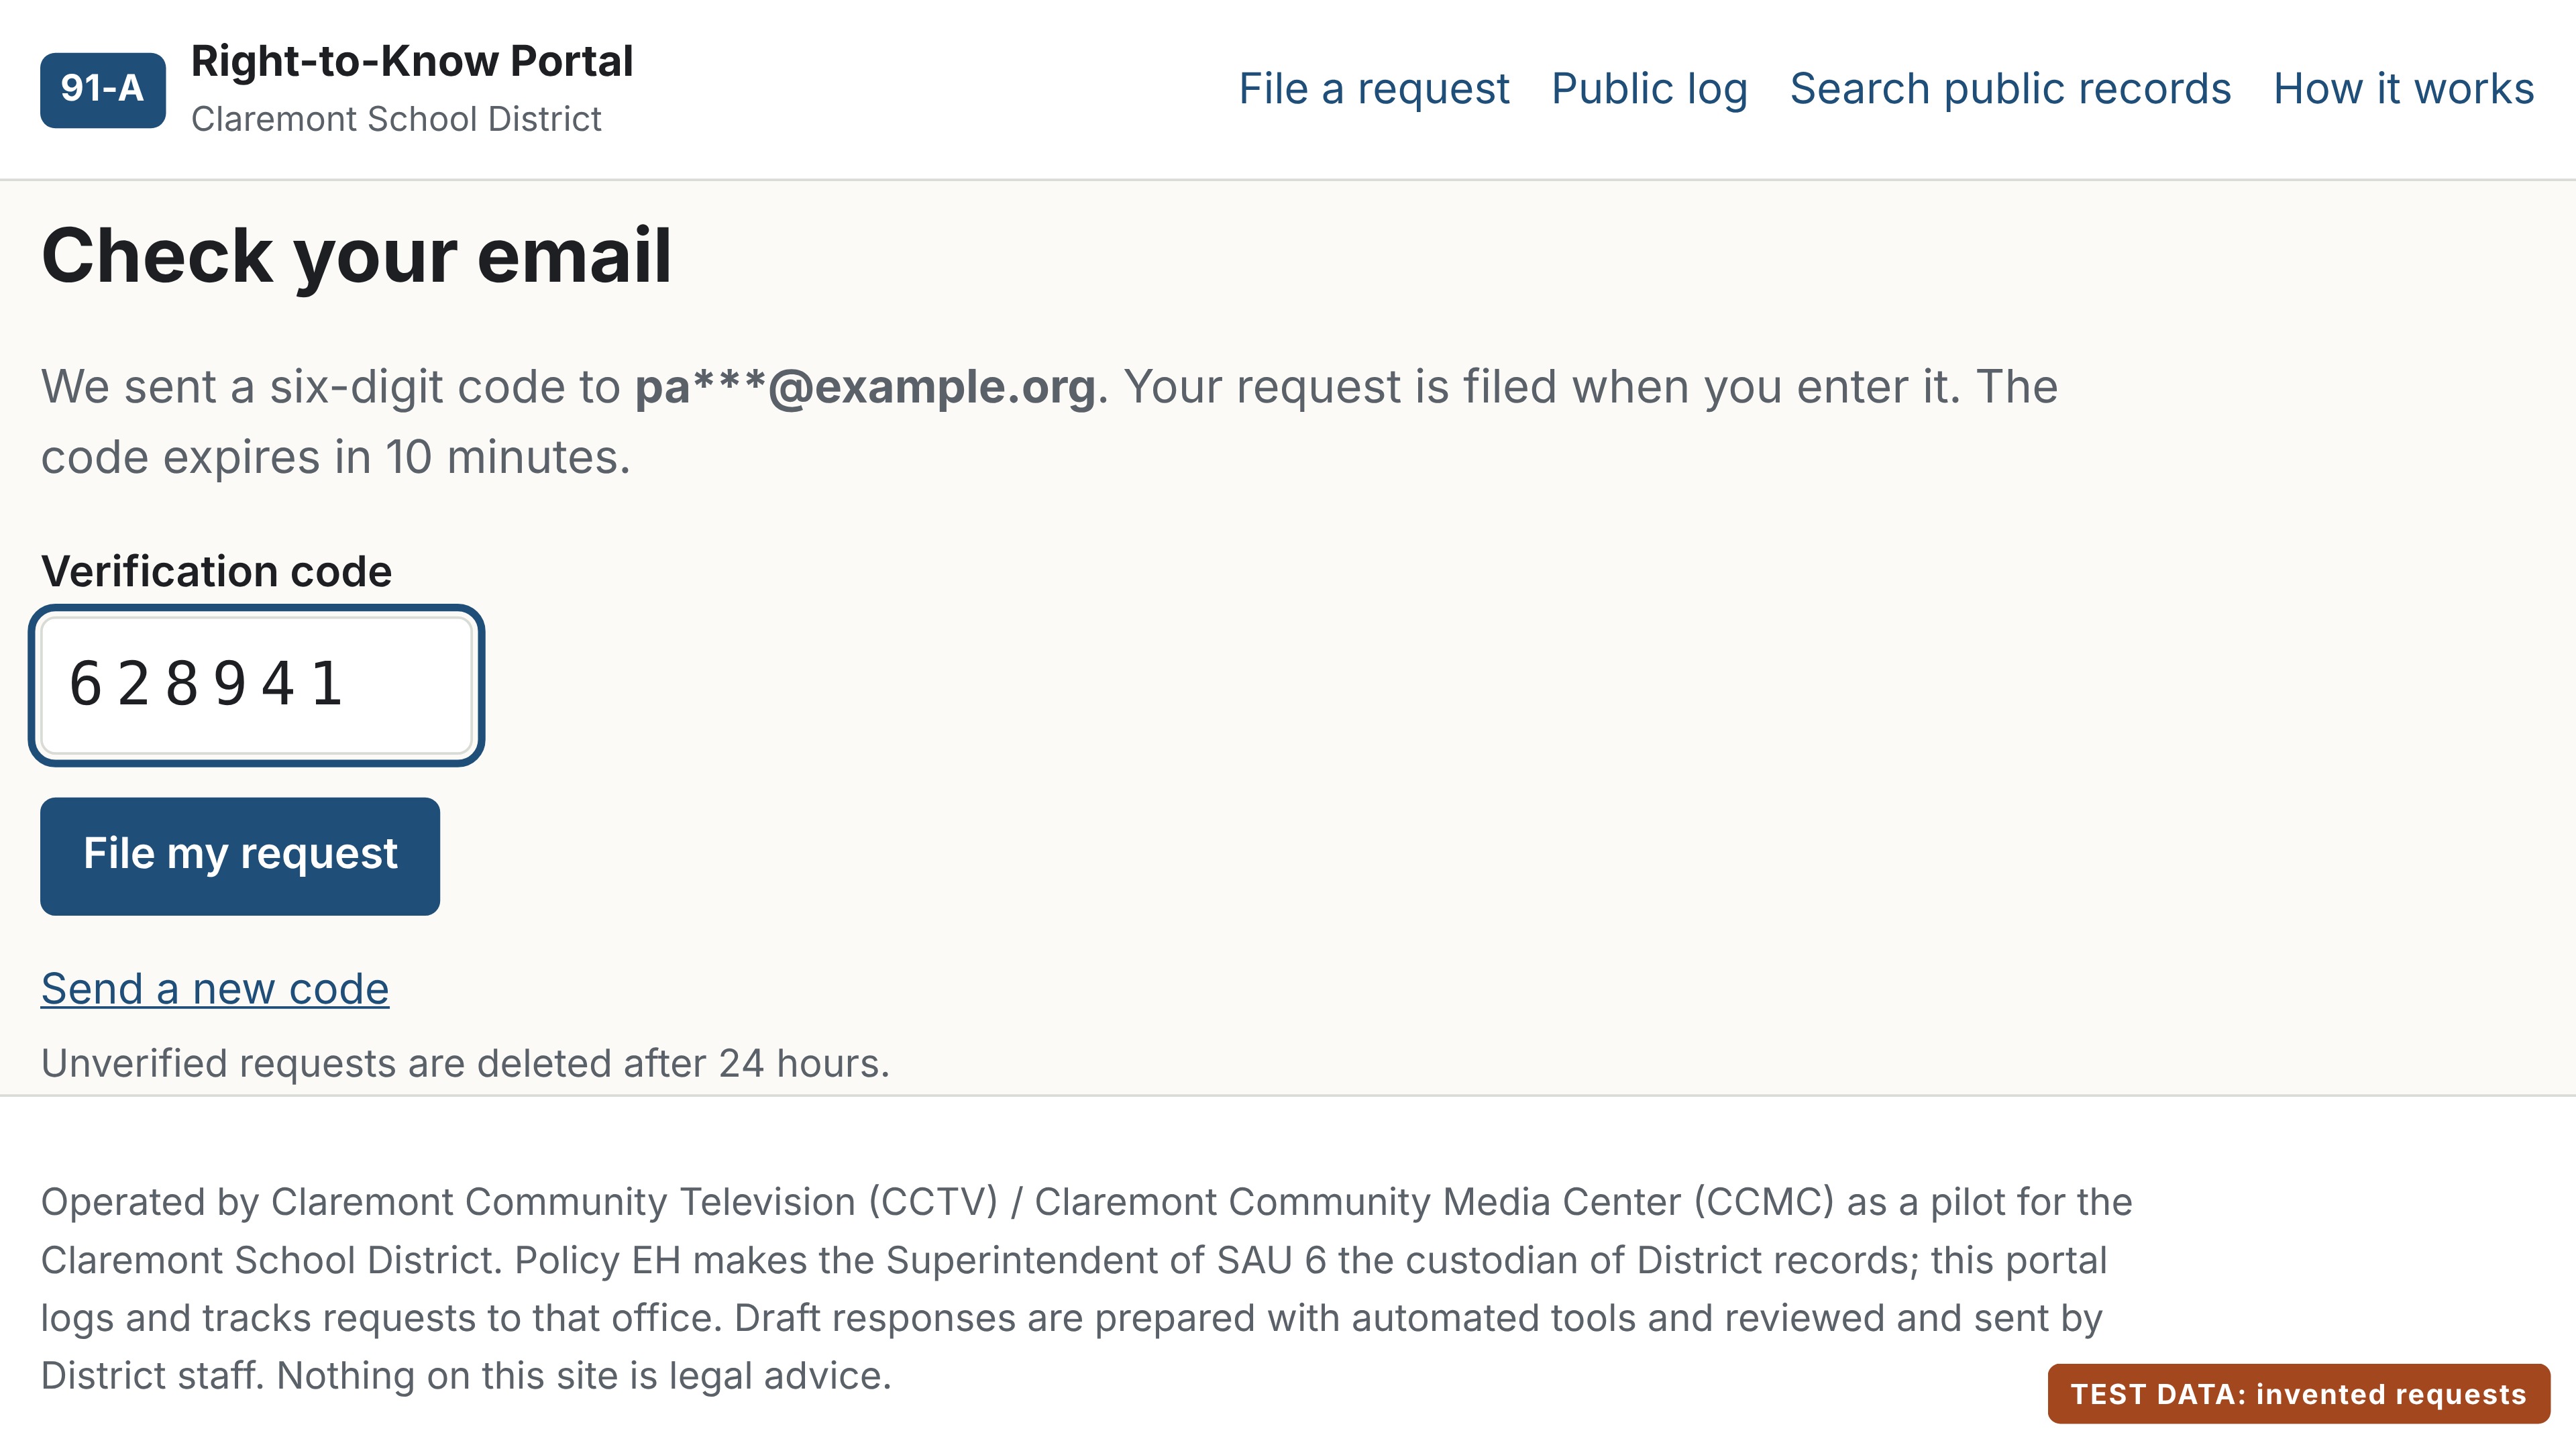 91-A
Right-to-Know Portal
Claremont School District
File a request
Public log
Search public records
How it works
Check your email
We sent a six-digit code to pa***@example.org. Your request is filed when you enter it. The
code expires in 10 minutes.
Verification code
628941
File my request
Send a new code
Unverified requests are deleted after 24 hours.
Operated by Claremont Community Television (CCTV) / Claremont Community Media Center (CCMC) as a pilot for the
Claremont School District. Policy EH makes the Superintendent of SAU 6 the custodian of District records; this portal
logs and tracks requests to that office. Draft responses are prepared with automated tools and reviewed and sent by
District staff. Nothing on this site is legal advice.
TEST DATA: invented requests